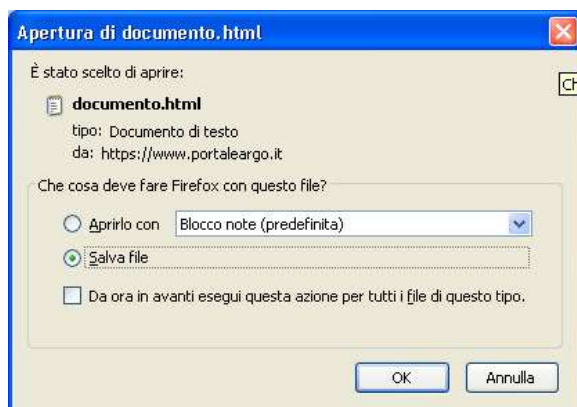 Apertura di documento.html
È stato scelto di aprire:
Ch
documento.html
tipo: Documento di testo
da: https://www.portaleargo.it
Che cosa deve fare Firefox con questo file?
Aprirlo con Blocco note (predefinita)
Salva file
Da ora in avanti esegui questa azione per tutti i file di questo tipo.
OK Annulla